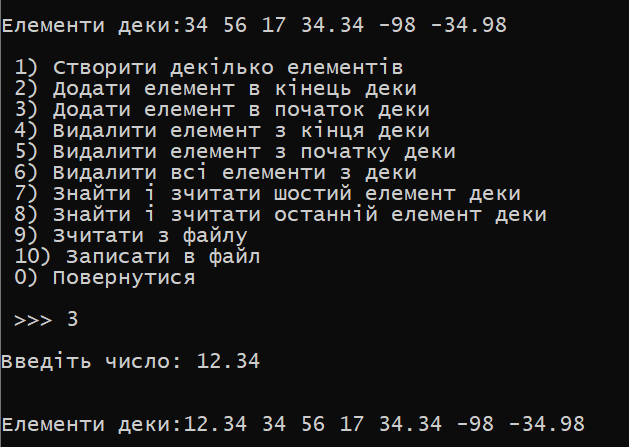 Елементи деки:34 56 17 34.34 -98 -34.98
1) Створити декілько елементів
2) Додати елемент в кінець деки
3) Додати елемент в початок деки
4) Видалити елемент з кінця деки
5) Видалити елемент з початку деки
6) Видалити всі елементи з деки
7) Знайти і зчитати шостий елемент деки
8) Знайти і зчитати останній елемент деки
9) Зчитати з файлу
10) Записати в файл
0) Повернутися
>>> 3
Введіть число: 12.34
Елементи деки:12.34 34 56 17 34.34 -98 -34.98